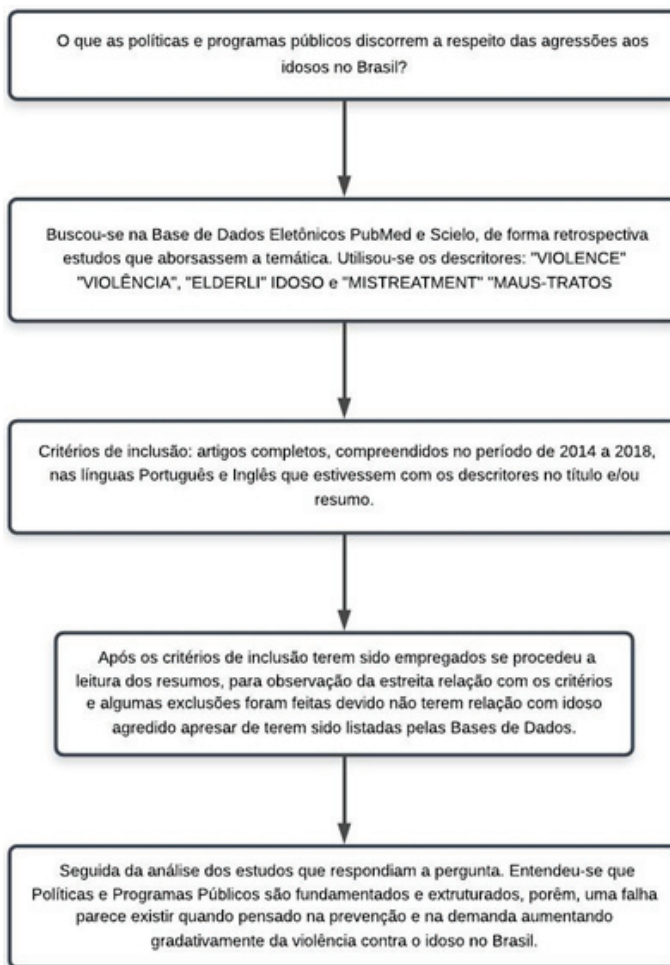 O que as políticas e programas públicos discorrem a respeito das agressões aos
idosos no Brasil?
Buscou-se na Base de Dados Eletônicos PubMed e Scielo, de forma retrospectiva
estudos que aborsassem a temática. Utilisou-se os descritores: "VIOLENCE"
"VIOLÊNCIA", "ELDERLI" IDOSO e "MISTREATMENT" "MAUS-TRATOS
Critérios de inclusão: artigos completos, compreendidos no período de 2014 a 2018,
nas línguas Português e Inglês que estivessem com os descritores no título e/ou
resumo.
Após os critérios de inclusão terem sido empregados se procedeu a
leitura dos resumos, para observação da estreita relação com os critérios
e algumas exclusões foram feitas devido não terem relação com idoso
agredido apresar de terem sido listadas pelas Bases de Dados.
Seguida da análise dos estudos que respondiam a pergunta. Entendeu-se que
Políticas e Programas Públicos são fundamentados e extruturados, porém, uma falha
parece existir quando pensado na prevenção e na demanda aumentando
gradativamente da violência contra o idoso no Brasil.